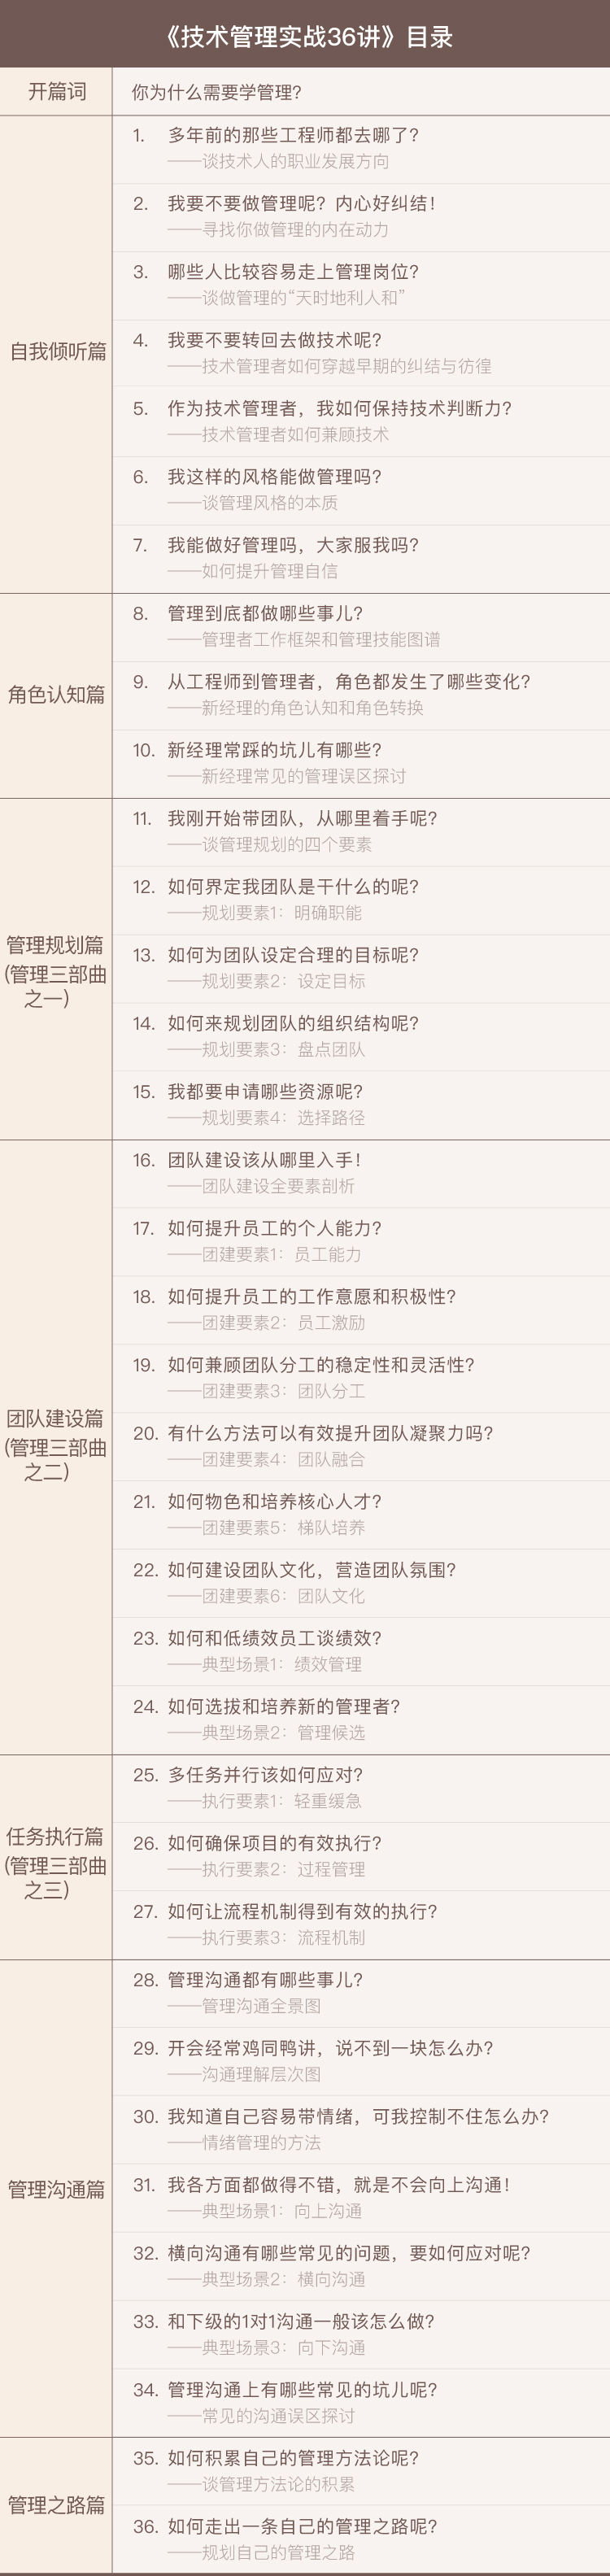 《技术管理实战36讲》目录
开篇词
你为什么需要学管理?
自我倾听篇
1. 多年前的那些工程师都去哪了?
——谈技术人的职业发展方向
2. 我要不要做管理呢？内心好纠结!
——寻找你做管理的内在动力
3. 哪些人比较容易走上管理岗位?
——谈做管理的“天时地利人和”
4. 我要不要转回去做技术呢?
——技术管理者如何穿越早期的纠结与彷徨
5. 作为技术管理者，我如何保持技术判断力?
——技术管理者如何兼顾技术
6. 我这样的风格能做管理吗?
——谈管理风格的本质
7. 我能做好管理吗，大家服我吗?
——如何提升管理自信
角色认知篇
8. 管理到底都做哪些事儿?
——管理者工作框架和管理技能图谱
9. 从工程师到管理者，角色都发生了哪些变化?
——新经理的角色认知和角色转换
10. 新经理常踩的坑儿有哪些?
——新经理常见的管理误区探讨
管理规划篇
(管理三部曲
之一)
11. 我刚开始带团队，从哪里着手呢?
——谈管理规划的四个要素
12. 如何界定我团队是干什么的呢?
——规划要素1：明确职能
13. 如何为团队设定合理的目标呢?
——规划要素2：设定目标
14. 如何来规划团队的组织结构呢?
——规划要素3：盘点团队
15. 我都要申请哪些资源呢?
——规划要素4：选择路径
团队建设篇
(管理三部曲
之二)
16. 团队建设该从哪里入手!
——团队建设全要素剖析
17. 如何提升员工的个人能力?
——团建要素1：员工能力
18. 如何提升员工的工作意愿和积极性?
——团建要素2：员工激励
19. 如何兼顾团队分工的稳定性和灵活性?
——团建要素3：团队分工
20. 有什么方法可以有效提升团队凝聚力吗?
——团建要素4：团队融合
21. 如何物色和培养核心人才?
——团建要素5：梯队培养
22. 如何建设团队文化，营造团队氛围?
——团建要素6：团队文化
23. 如何和低绩效员工谈绩效?
——典型场景1：绩效管理
24. 如何选拔和培养新的管理者?
——典型场景2：管理候选
任务执行篇
(管理三部曲
之三)
25. 多任务并行该如何应对?
——执行要素1：轻重缓急
26. 如何确保项目的有效执行?
——执行要素2：过程管理
27. 如何让流程机制得到有效的执行?
——执行要素3：流程机制
管理沟通篇
28. 管理沟通都有哪些事儿?
——管理沟通全景图
29. 开会经常鸡同鸭讲，说不到一块怎么办?
——沟通理解层次图
30. 我知道自己容易带情绪，可我控制不住怎么办?
——情绪管理的方法
31. 我各方面都做得不错，就是不会向上沟通!
——典型场景1：向上沟通
32. 横向沟通有哪些常见的问题，要如何应对呢?
——典型场景2：横向沟通
33. 和下级的1对1沟通一般该怎么做?
——典型场景3：向下沟通
34. 管理沟通上有哪些常见的坑儿呢?
——常见的沟通误区探讨
管理之路篇
35. 如何积累自己的管理方法论呢?
——谈管理方法论的积累
36. 如何走出一条自己的管理之路呢?
——规划自己的管理之路